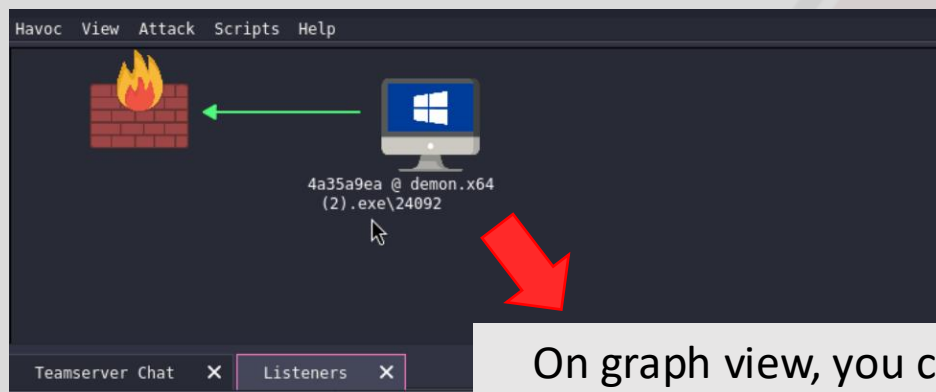 Havoc View Attack Scripts Help
4a35a9ea @ demon.x64
(2).exe\24092
Teamserver Chat X Listeners X
On graph view, you c